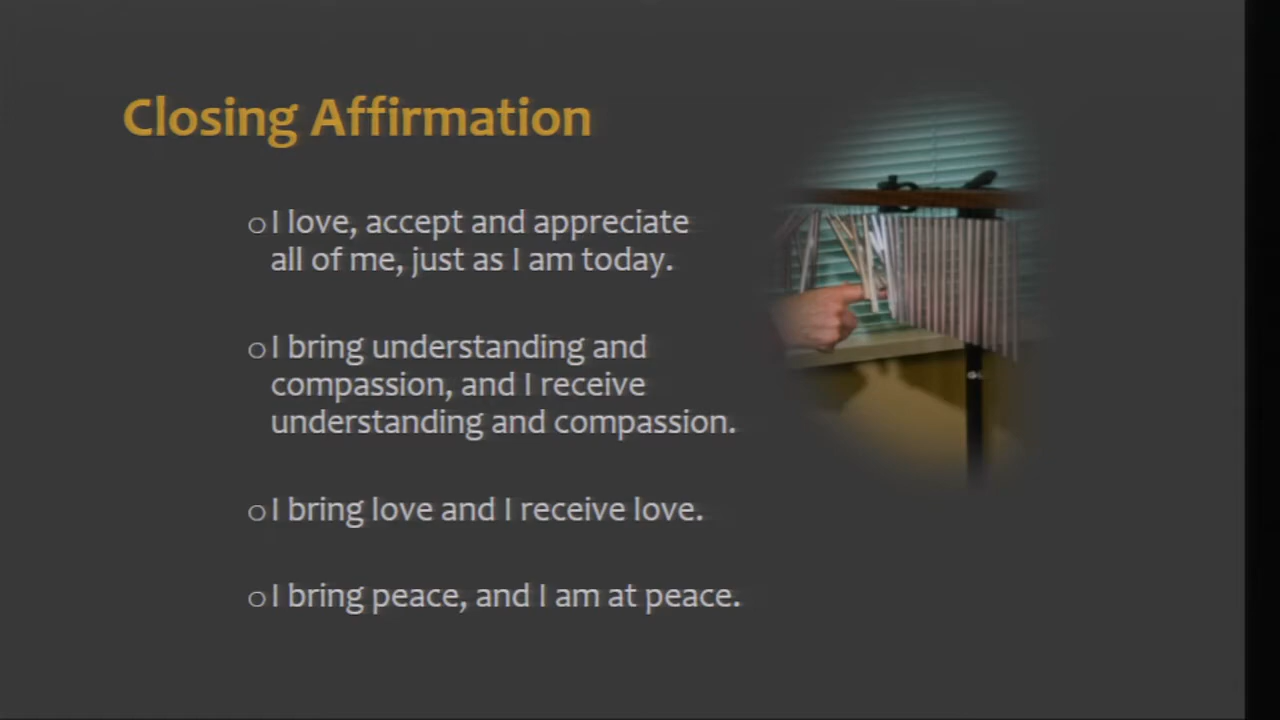 Closing Affirmation
o I love, accept and appreciate
all of me, just as I am today.
o I bring understanding and
compassion, and I receive
understanding and compassion.
o I bring love and I receive love.
o I bring peace, and I am at peace.